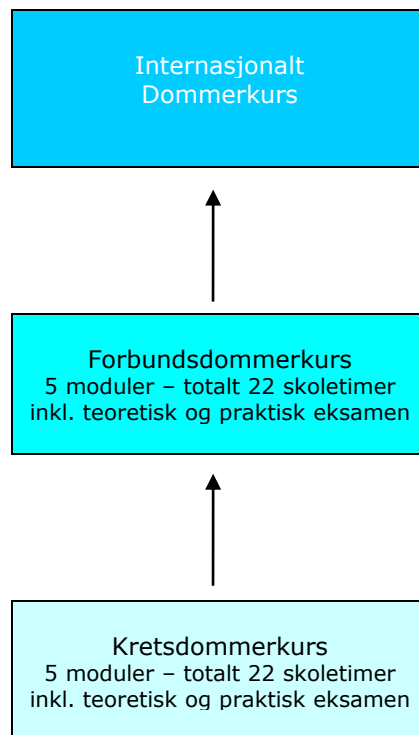 Internasjonalt
Dommerkurs
Forbundsdommerkurs
5 moduler – totalt 22 skoletimer
inkl. teoretisk og praktisk eksamen
Kretsdommerkurs
5 moduler – totalt 22 skoletimer
inkl. teoretisk og praktisk eksamen